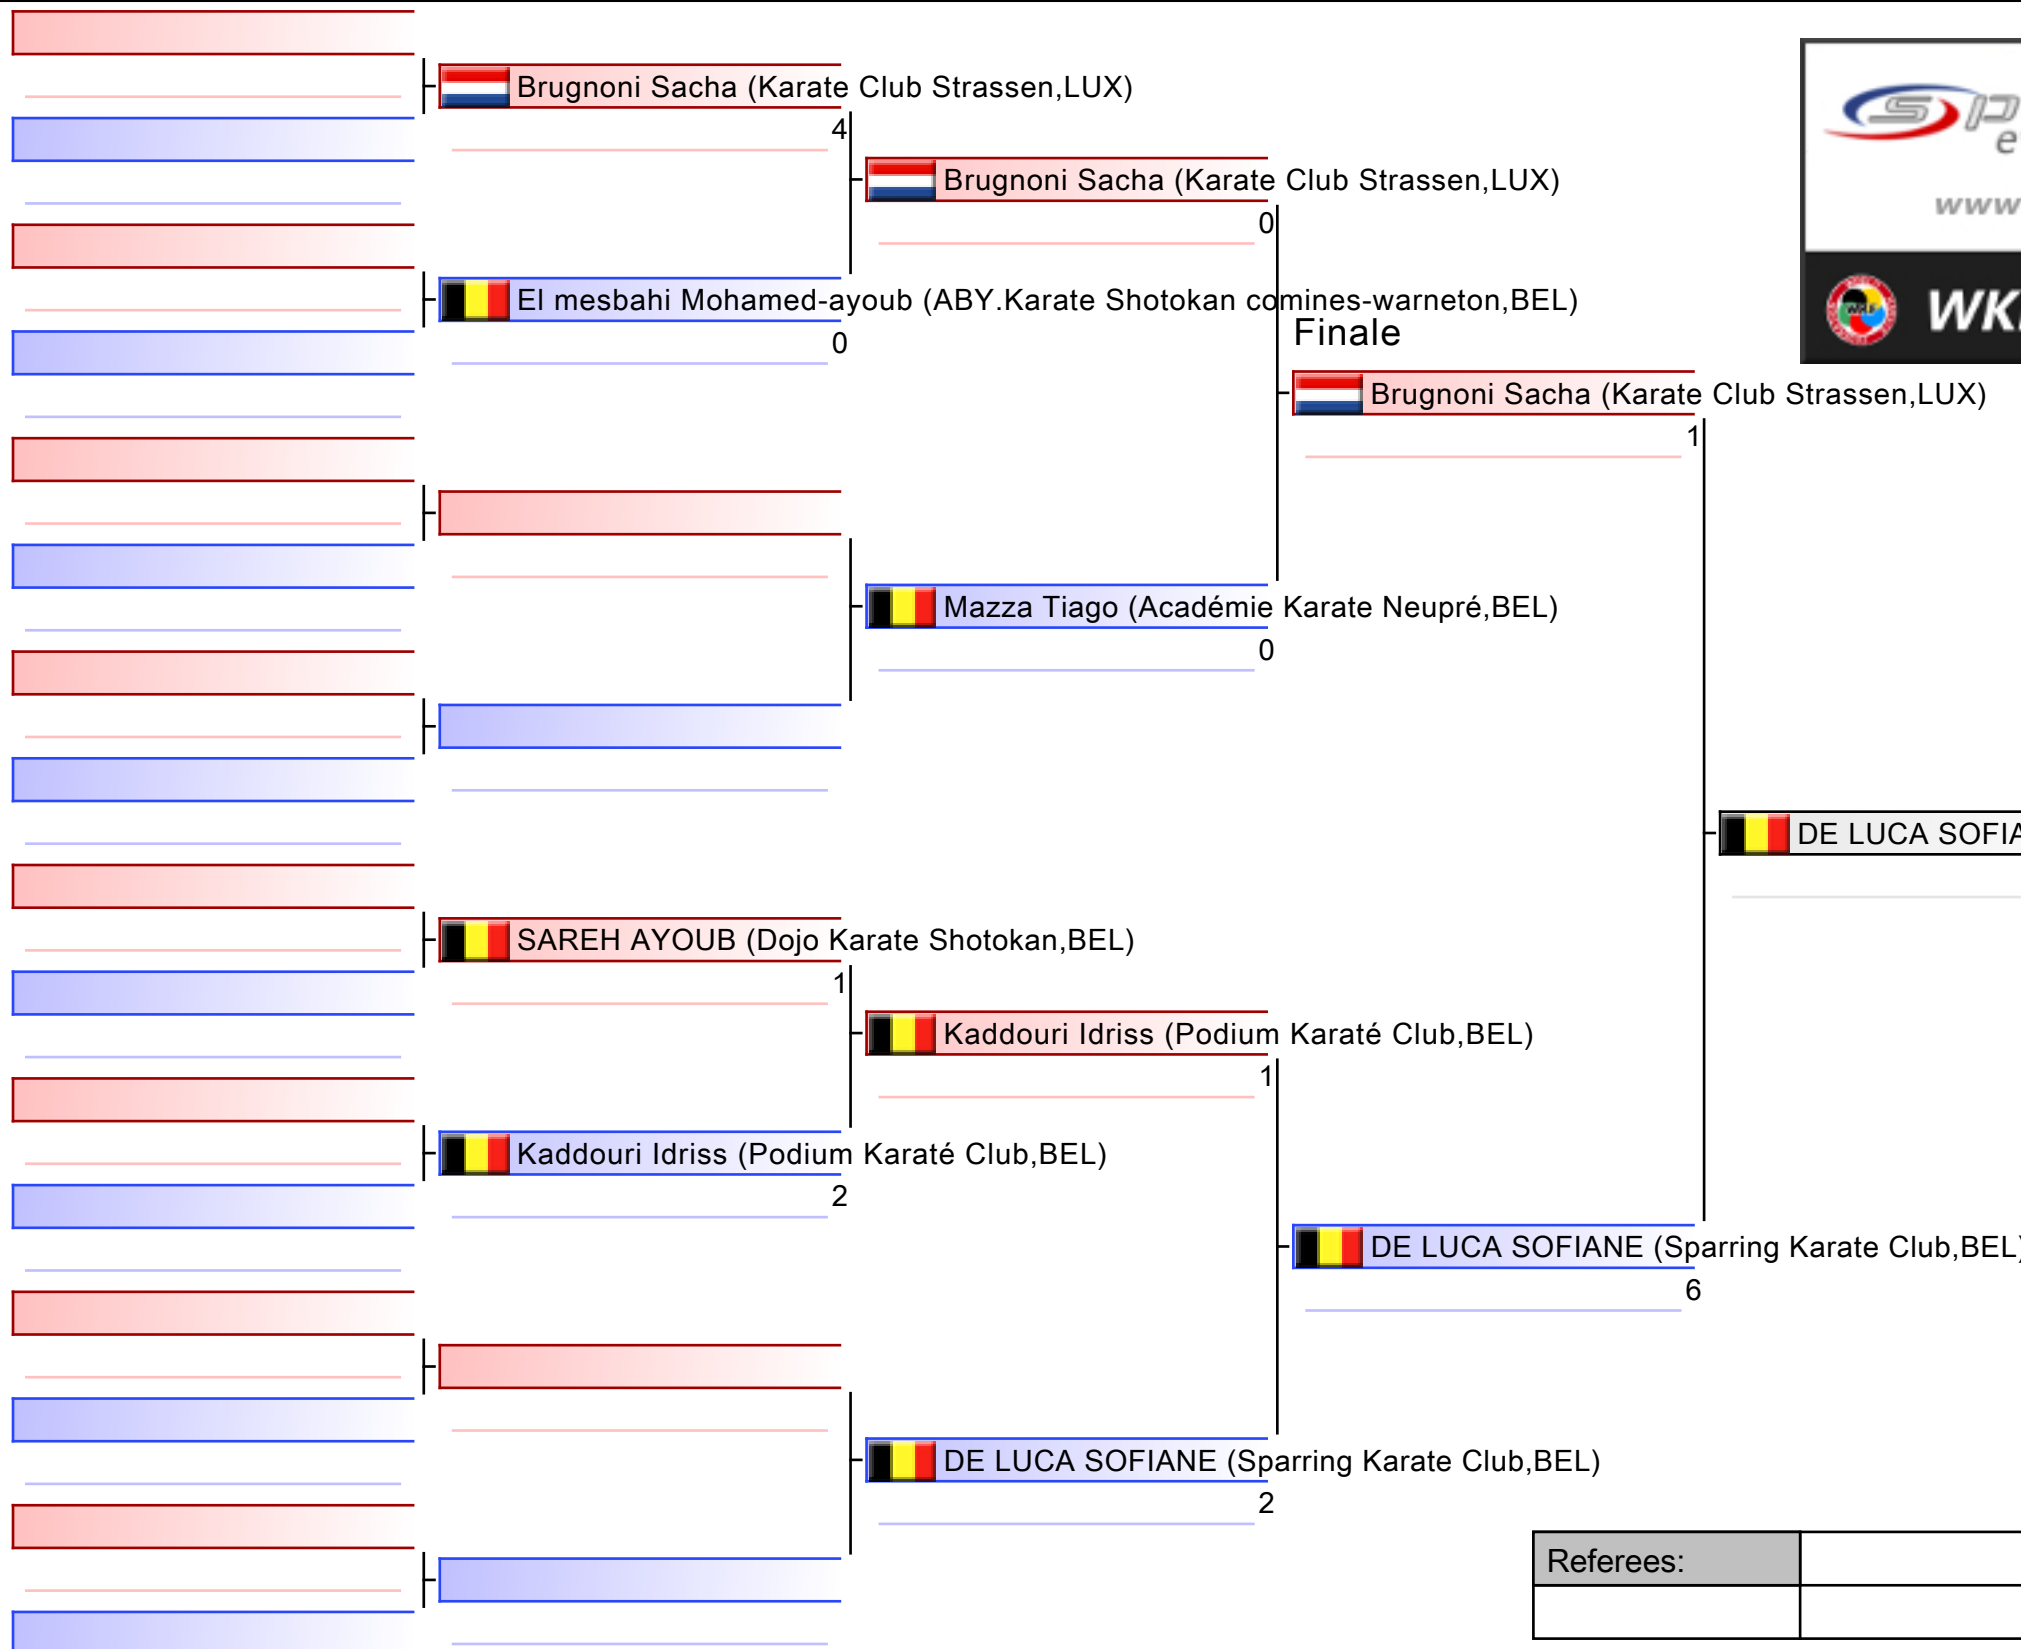 Brugnoni Sacha (Karate Club Strassen,LUX)
4
Brugnoni Sacha (Karate Club Strassen,LUX)
0
www
El mesbahi Mohamed-ayoub (ABY.Karate Shotokan comines-warneton,BEL)
0
Finale
Brugnoni Sacha (Karate Club Strassen,LUX)
1
Mazza Tiago (Académie Karate Neupré,BEL)
0
DE LUCA SOFIA
SAREH AYOUB (Dojo Karate Shotokan,BEL)
1
Kaddouri Idriss (Podium Karaté Club,BEL)
1
Kaddouri Idriss (Podium Karaté Club,BEL)
2
DE LUCA SOFIANE (Sparring Karate Club,BEL)
6
DE LUCA SOFIANE (Sparring Karate Club,BEL)
2
Referees: